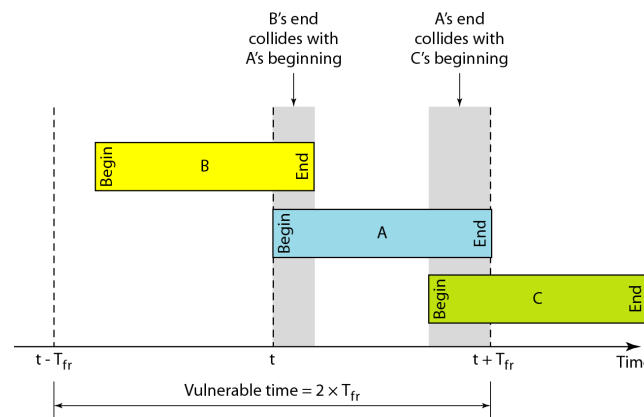 B's end
collides with
A's beginning
A's end
collides with
C's beginning
Begin
B
End
Begin
A
End
Begin
C
End
t - Tfr
t
t + Tfr
Time
Vulnerable time = 2 × Tfr